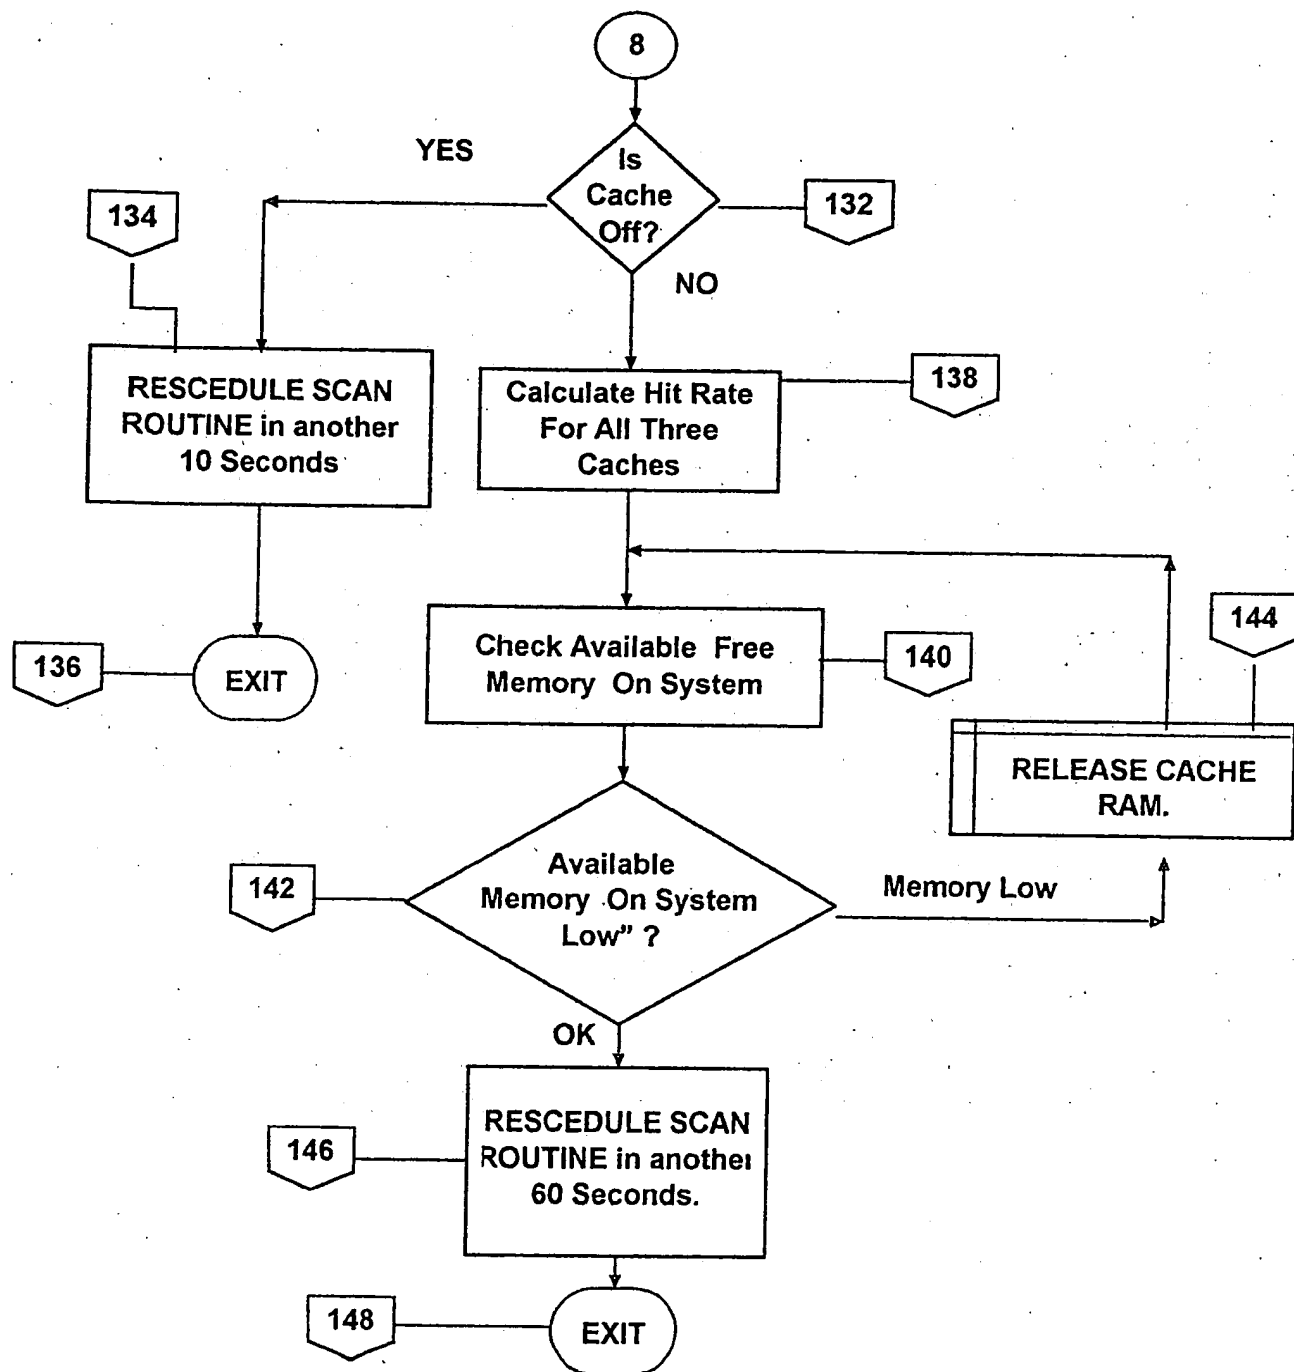 8
Is
Cache
Off?
YES
132
134
NO
RESCEDULE SCAN
ROUTINE in another
10 Seconds
Calculate Hit Rate
For All Three
Caches
138
Check Available Free
Memory On System
140
144
136
EXIT
RELEASE CACHE
RAM.
Available
Memory On System
Low” ?
142
Memory Low
OK
RESCEDULE SCAN
ROUTINE in another
60 Seconds.
146
148
EXIT